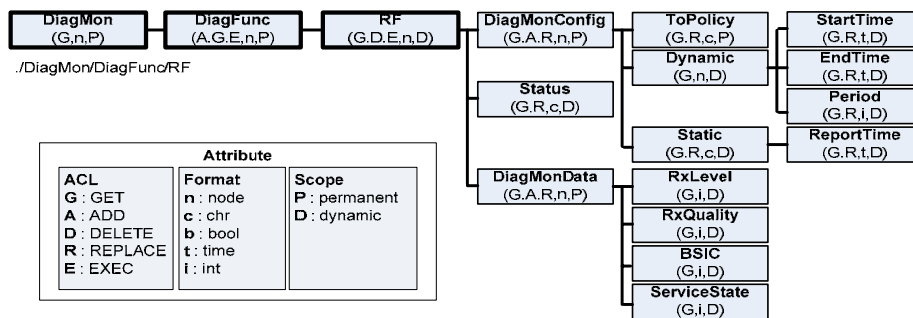 DiagMon
(G,n,P)
DiagFunc
(A.G.E,n,P)
RF
(G.D.E,n,D)
DiagMonConfig
(G.A.R,n,P)
ToPolicy
(G.R,c,P)
StartTime
(G.R,t,D)
./DiagMon/DiagFunc/RF
Dynamic
(G,n,D)
EndTime
(G.R,t,D)
Status
(G.R,c,D)
Period
(G.R,i,D)
Static
(G.R,c,D)
ReportTime
(G.R,t,D)
DiagMonData
(G.A.R,n,P)
RxLevel
(G,i,D)
RxQuality
(G,i,D)
BSIC
(G,i,D)
ServiceState
(G,i,D)
Attribute
ACL
G : GET
A : ADD
D : DELETE
R : REPLACE
E : EXEC
Format
n : node
c : chr
b : bool
t : time
i : int
Scope
P : permanent
D : dynamic